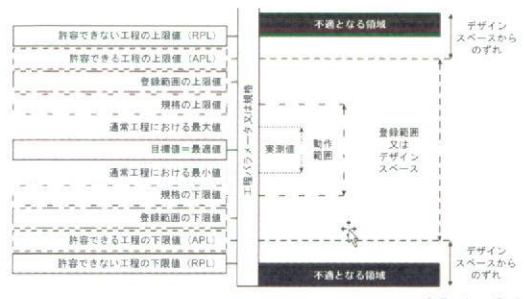 許容できない工程の上限値（RPL）
許容できる工程の上限値（APL）
登録範囲の上限値
規格の上限値
通常工程における最大値
目標値＝最適値
通常工程における最小値
規格の下限値
登録範囲の下限値
許容できる工程の下限値（APL）
許容できない工程の下限値（RPL）
工程パラメータ又は規格
不適となる領域
実測値
動作
範囲
登録範囲
又は
デザイン
スペース
不適となる領域
デザイン
スペースから
のずれ
デザイン
スペースから
のずれ